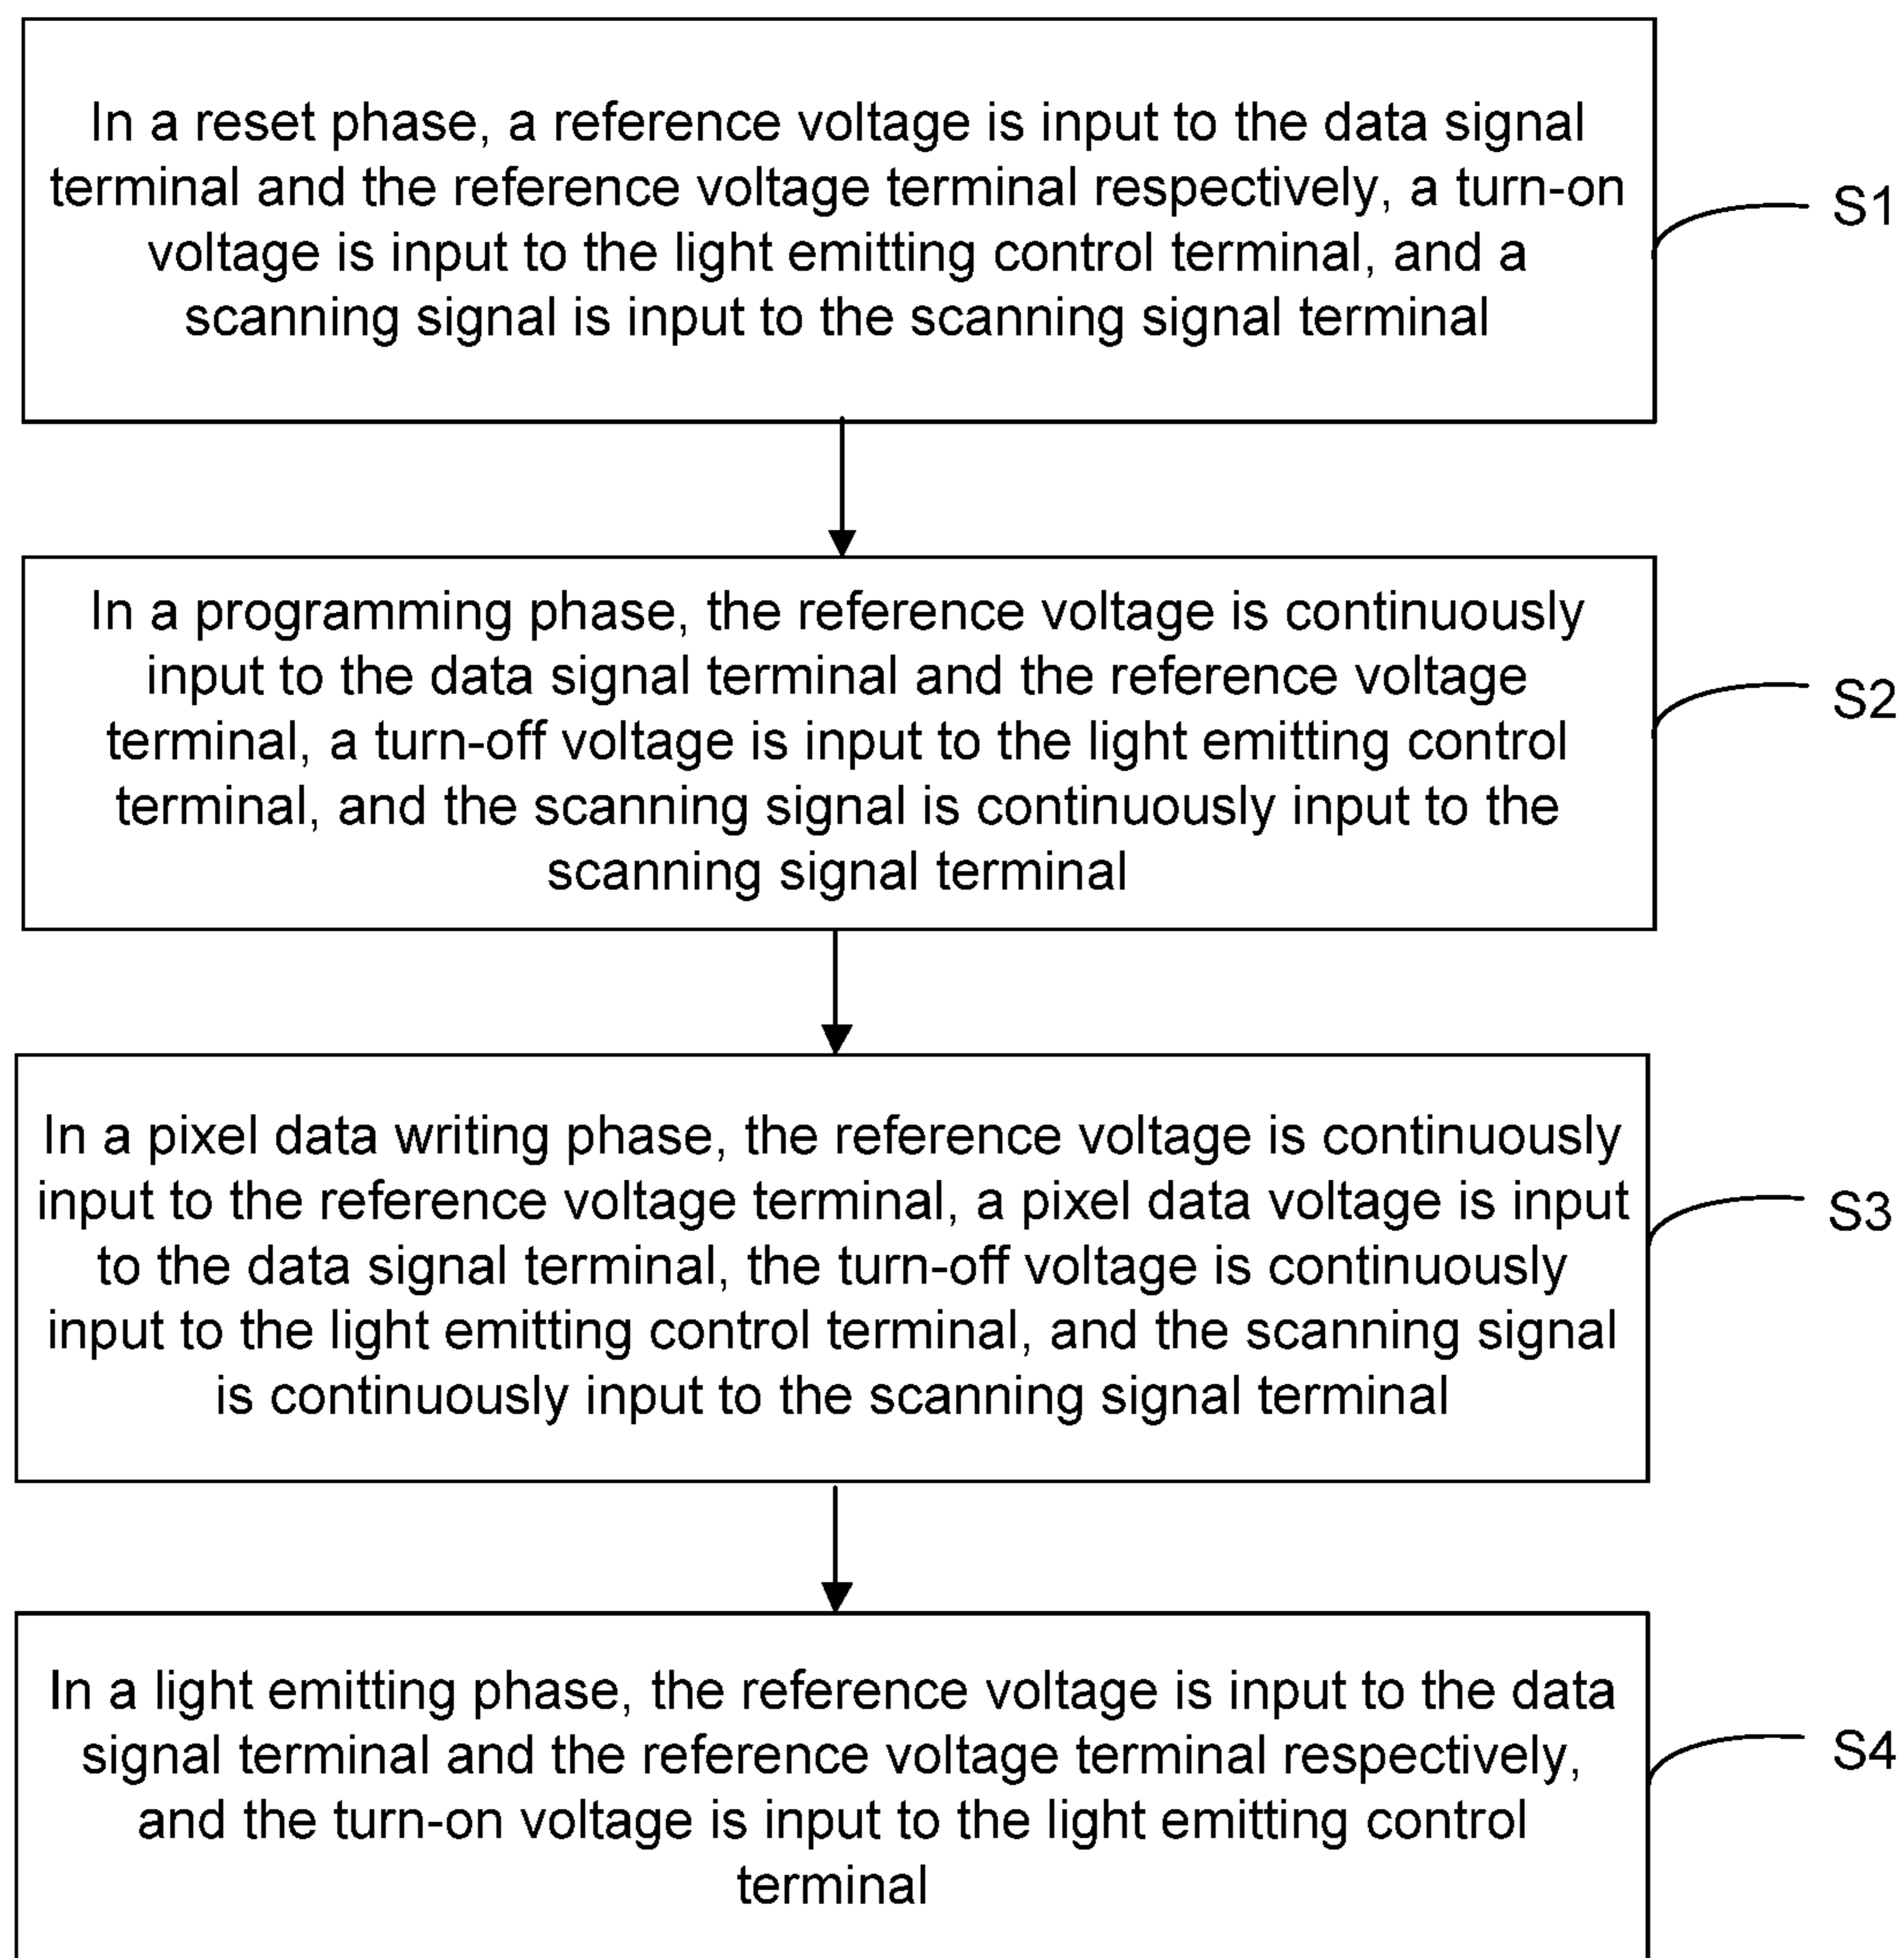 In a reset phase, a reference voltage is input to the data signal
terminal and the reference voltage terminal respectively, a turn-on
voltage is input to the light emitting control terminal, and a
scanning signal is input to the scanning signal terminal
S1
In a programming phase, the reference voltage is continuously
input to the data signal terminal and the reference voltage
terminal, a turn-off voltage is input to the light emitting control
terminal, and the scanning signal is continuously input to the
scanning signal terminal
S2
In a pixel data writing phase, the reference voltage is continuously
input to the reference voltage terminal, a pixel data voltage is input
to the data signal terminal, the turn-off voltage is continuously
input to the light emitting control terminal, and the scanning signal
is continuously input to the scanning signal terminal
S3
In a light emitting phase, the reference voltage is input to the data
signal terminal and the reference voltage terminal respectively,
and the turn-on voltage is input to the light emitting control
terminal
S4